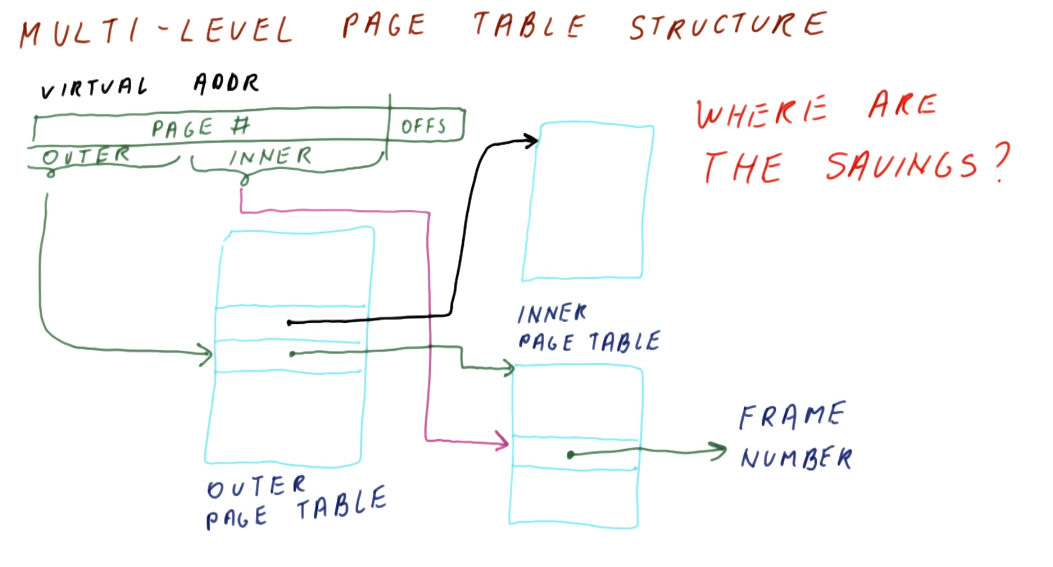 MULTI-LEVEL PAGE TABLE STRUCTURE
VIRTUAL ADDR
PAGE # OFFS
OUTER INNER
WHERE ARE
THE SAVINGS?
INNER
PAGE TABLE
FRAME
NUMBER
OUTER
PAGE TABLE